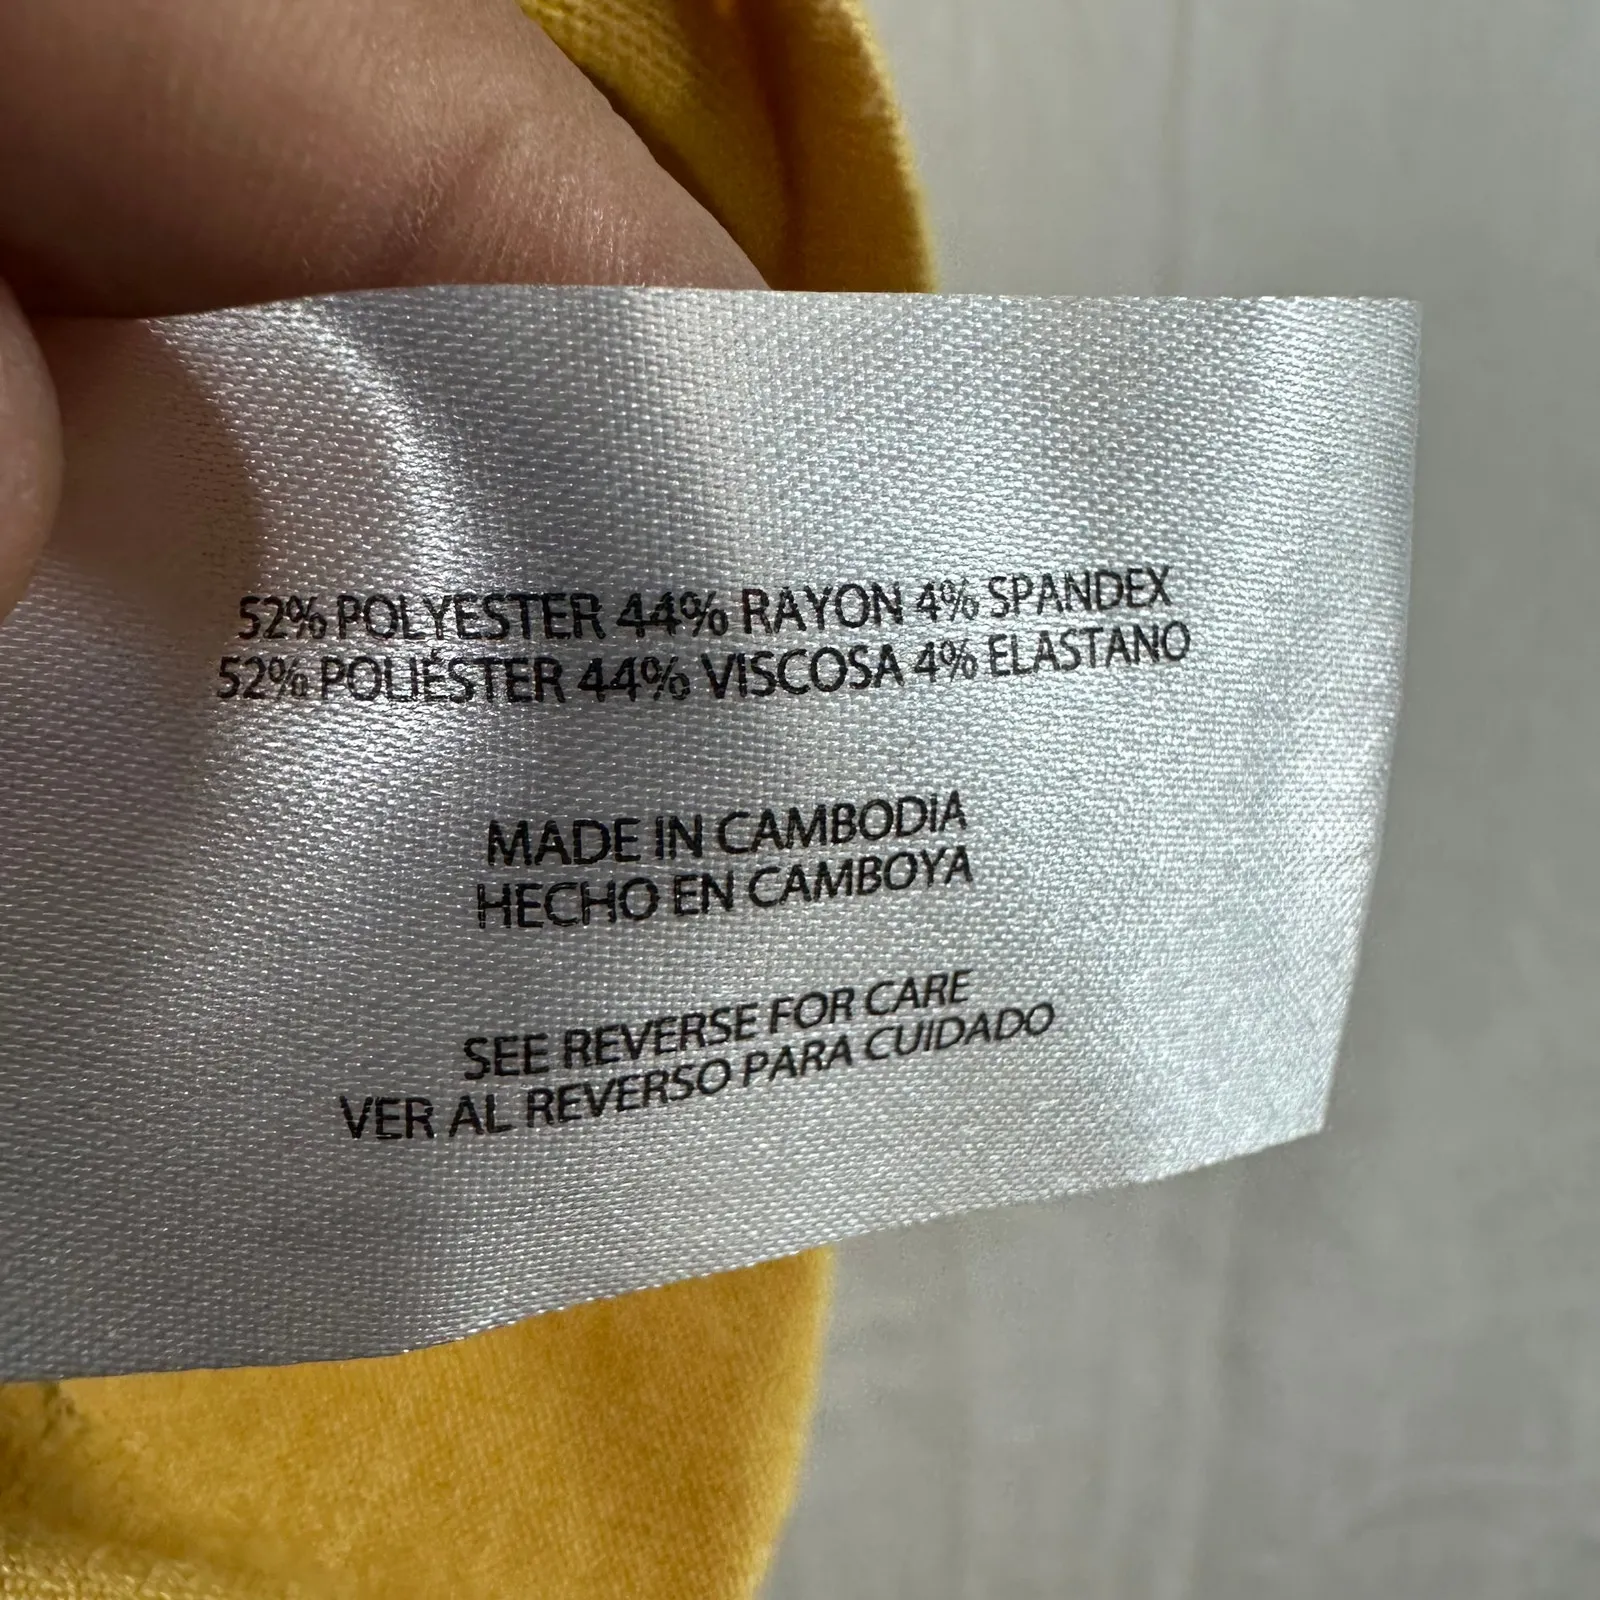 52% POLYESTER 44% RAYON 4% SPANDEX
52% POLIÉSTER 44% VISCOSA 4% ELASTANO
MADE IN CAMBODIA
HECHO EN CAMBOYA
SEE REVERSE FOR CARE
VER AL REVERSO PARA CUIDADO